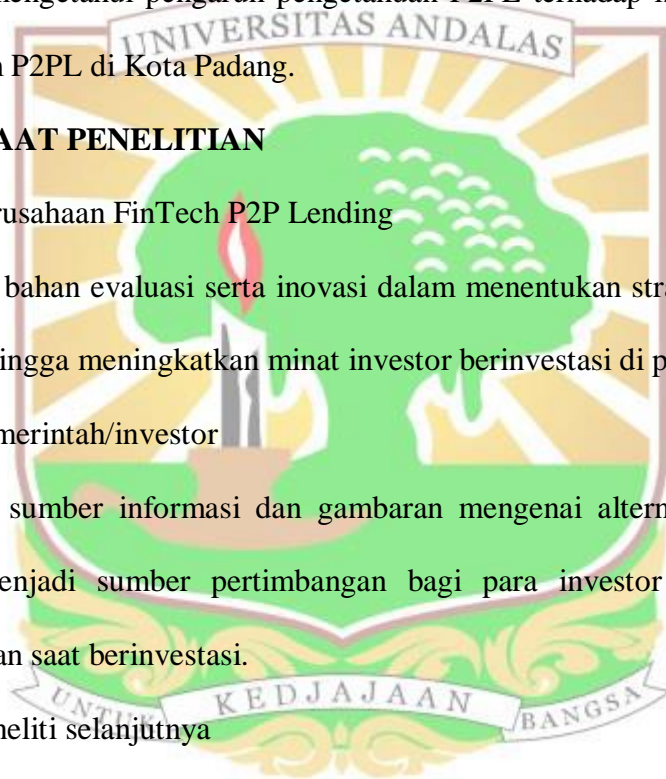 pengetahui pengaruh pengetahuan P2PL terhadap
UNIVERSITAS ANDALAS
P2PL di Kota Padang.
AAT PENELITIAN
rusahaan FinTech P2P Lending
bahan evaluasi serta inovasi dalam menentukan stra
ingga meningkatkan minat investor berinvestasi di p
merintah/investor
sumber informasi dan gambaran mengenai altern
enjadi sumber pertimbangan bagi para investor
an saat berinvestasi.
UNTUK KEDJAJAAN BANGSA
neliti selanjutnya